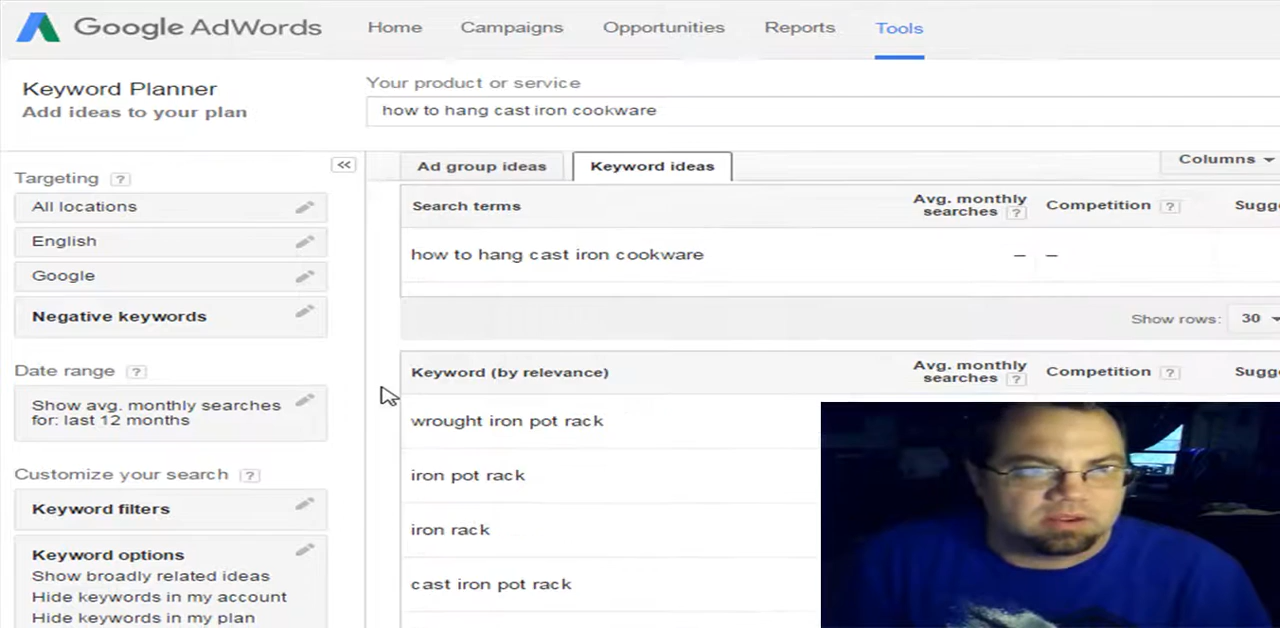 Google AdWords Home Campaigns Opportunities Reports Tools
Keyword Planner
Add ideas to your plan
Your product or service
how to hang cast iron cookware
Targeting ?
All locations
English
Google
Negative keywords
Date range ?
Show avg. monthly searches
for: last 12 months
Customize your search ?
Keyword filters
Keyword options
Show broadly related ideas
Hide keywords in my account
Hide keywords in my plan
<<
Ad group ideas Keyword ideas Columns
Search terms Avg. monthly
searches ? Competition ? Sugg
how to hang cast iron cookware – –
Show rows: 30
Keyword (by relevance) Avg. monthly
searches ? Competition ? Sugg
wrought iron pot rack
iron pot rack
iron rack
cast iron pot rack